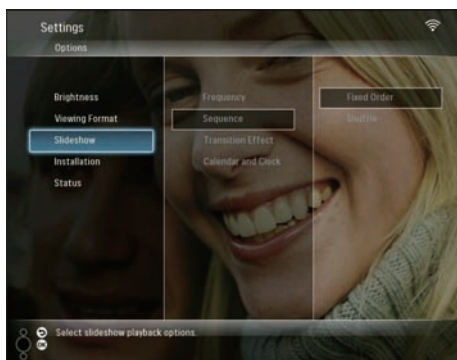 Settings
Options
Brightness
Viewing Format
Slideshow
Installation
Status
Frequency
Sequence
Transition Effect
Calendar and Clock
Fixed Order
Shuffle
Select slideshow playback options.
OK